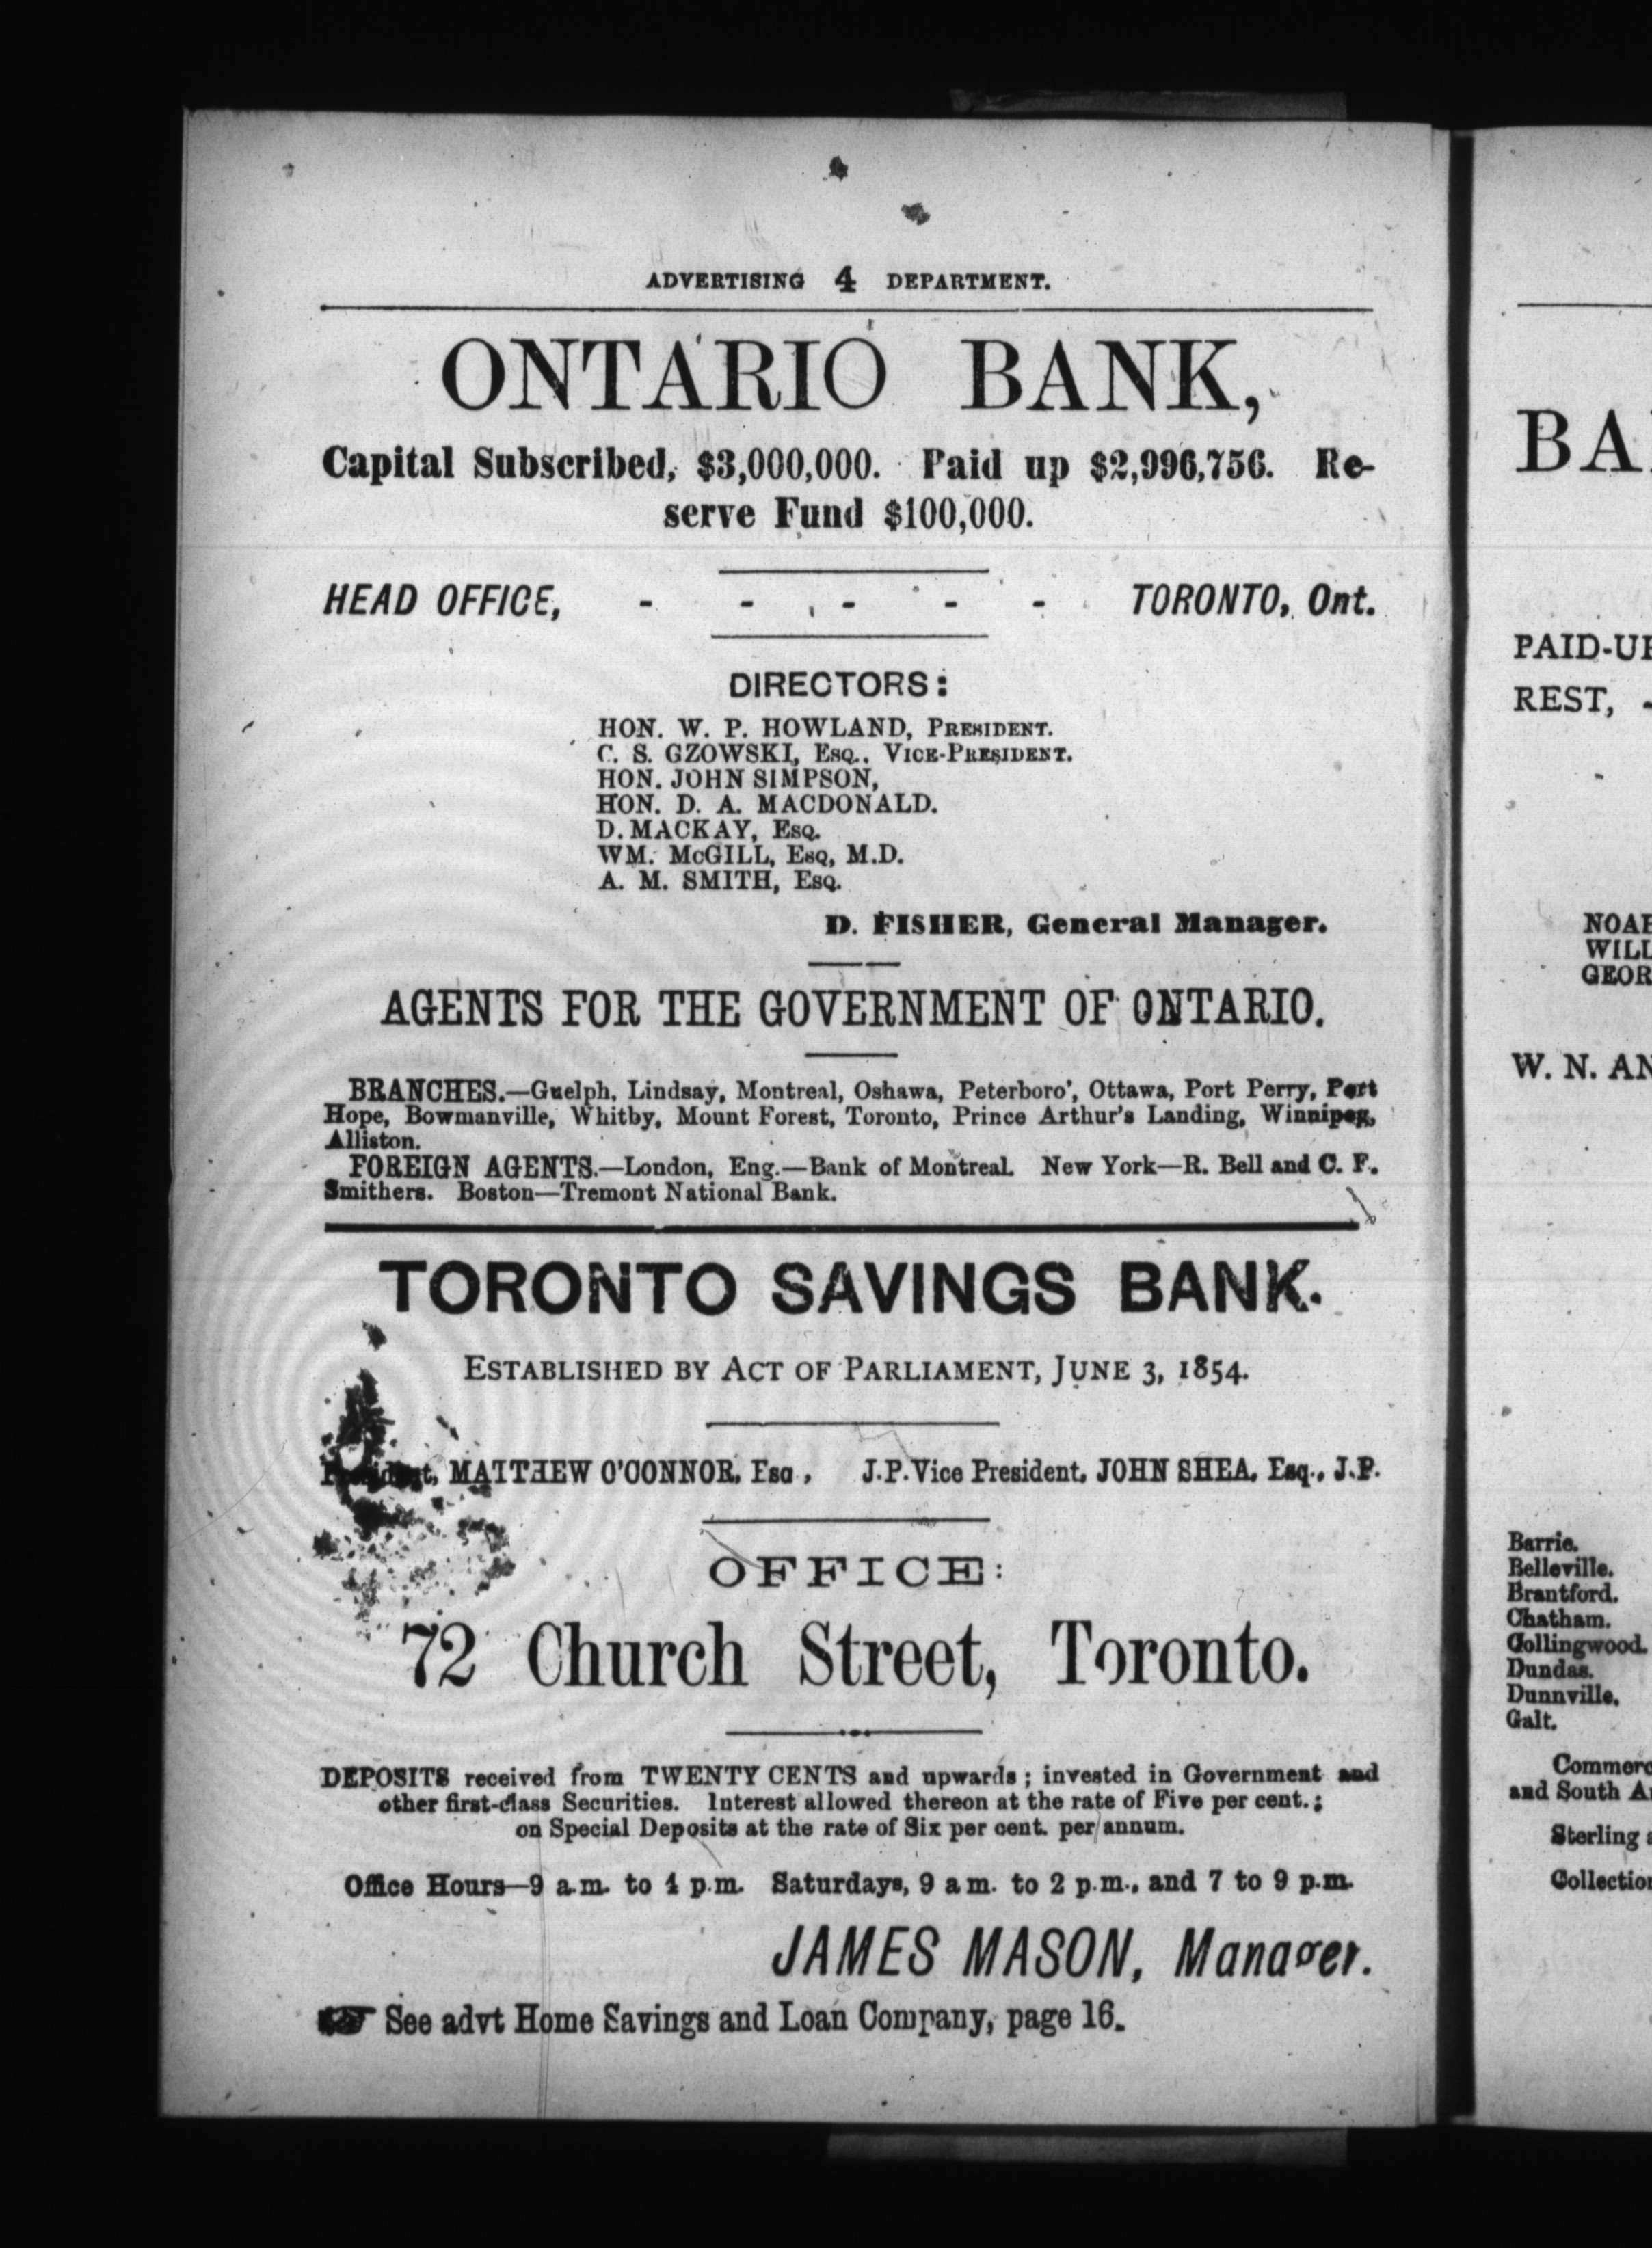 ADVERTISING 4 DEPARTMENT.
ONTARIO BANK,
Capital Subscribed, $3,000,000. Paid up $2,996,756. Re-
serve Fund $100,000.
HEAD OFFICE, - - - - - TORONTO, Ont.
DIRECTORS:
HON. W. P. HOWLAND, PRESIDENT.
C. S. GZOWSKI, ESQ., VICE-PRESIDENT.
HON. JOHN SIMPSON,
HON. D. A. MACDONALD.
D. MACKAY, ESQ.
WM. McGILL, ESQ, M.D.
A. M. SMITH, ESQ.
D. FISHER, General Manager.
AGENTS FOR THE GOVERNMENT OF ONTARIO.
BRANCHES.—Guelph, Lindsay, Montreal, Oshawa, Peterboro', Ottawa, Port Perry, Port
Hope, Bowmanville, Whitby, Mount Forest, Toronto, Prince Arthur's Landing, Winnipeg,
Alliston.
FOREIGN AGENTS.—London, Eng.—Bank of Montreal. New York—R. Bell and C. F.
Smithers. Boston—Tremont National Bank.
TORONTO SAVINGS BANK.
ESTABLISHED BY ACT OF PARLIAMENT, JUNE 3, 1854.
President, MATTHEW O'CONNOR, Esq., J.P. Vice President, JOHN SHEA, Esq., J.P.
OFFICE:
72 Church Street, Toronto.
DEPOSITS received from TWENTY CENTS and upwards; invested in Government and
other first-class Securities. Interest allowed thereon at the rate of Five per cent.;
on Special Deposits at the rate of Six per cent. per annum.
Office Hours—9 a.m. to 4 p.m. Saturdays, 9 a m. to 2 p.m., and 7 to 9 p.m.
JAMES MASON, Manager.
See advt Home Savings and Loan Company, page 16.
BA
PAID-UP
REST, -
NOAH
WILL
GEOR
W. N. AN
Barrie.
Belleville.
Brantford.
Chatham.
Collingwood.
Dundas.
Dunnville.
Galt.
Commerc
and South A
Sterling
Collection